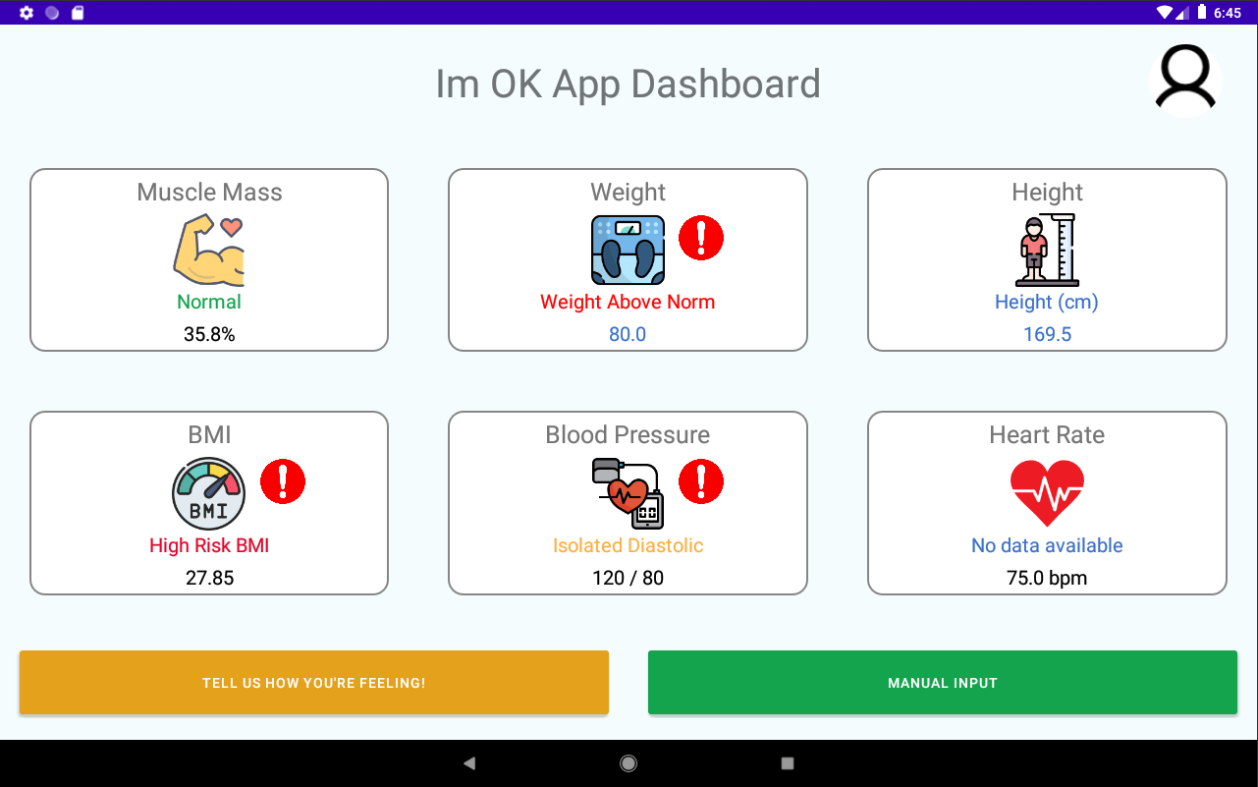 6:45
Im OK App Dashboard
Muscle Mass
Normal
35.8%
Weight
Weight Above Norm
80.0
Height
Height (cm)
169.5
BMI
BMI
High Risk BMI
27.85
Blood Pressure
Isolated Diastolic
120 / 80
Heart Rate
No data available
75.0 bpm
TELL US HOW YOU'RE FEELING!
MANUAL INPUT